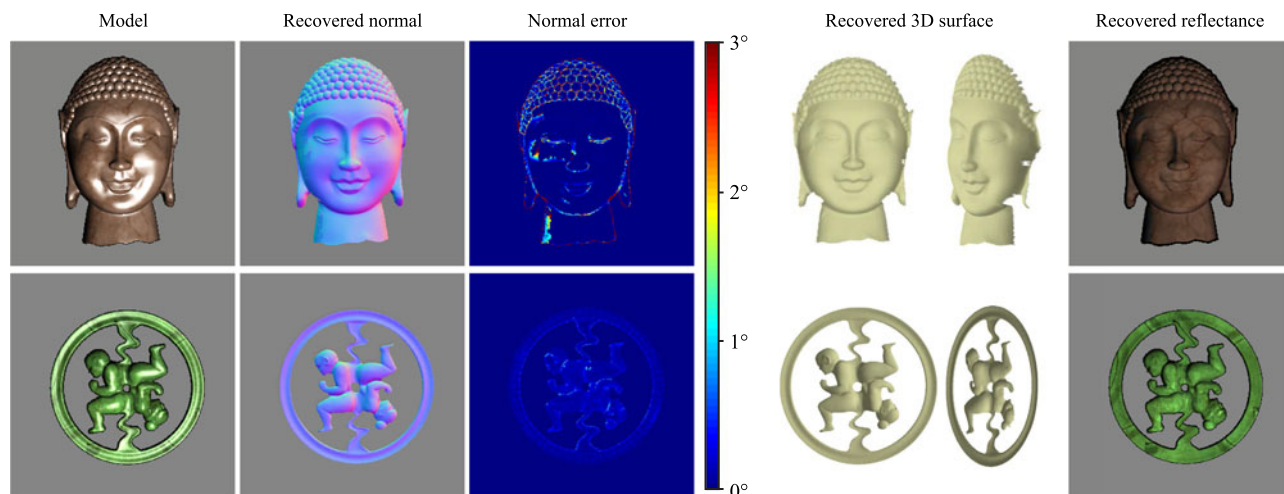 Model
Recovered normal
Normal error
Recovered 3D surface
Recovered reflectance
3°
2°
1°
0°